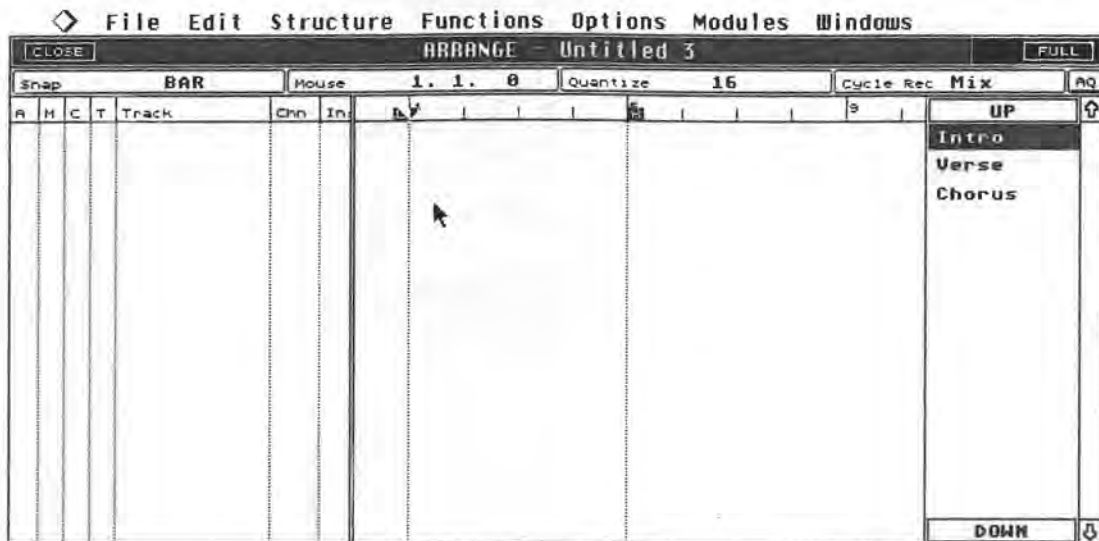 File Edit Structure Functions Options Modules Windows
CLOSE ARRANGE - Untitled 3 FULL
Snap BAR Mouse 1. 1. 0 Quantize 16 Cycle Rec Mix AQ
A M C T Track Chn Ins 9 UP
Intro
Verse
Chorus
DOWN